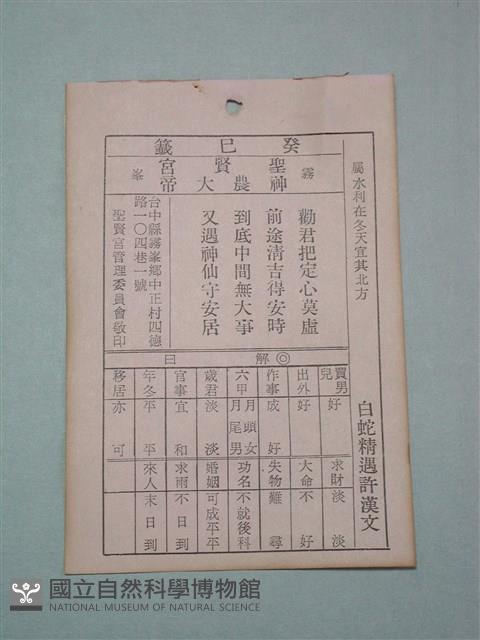 癸巳籤
霧 聖賢宮 峯
神農大帝
屬水利在冬天宜其北方
白蛇精遇許漢文
勸君把定心莫虛
前途清吉得安時
到底中間無大事
又遇神仙守安居
台中縣霧峯鄉中正村四德
路一〇四巷一號
聖賢宮管理委員會敬印
◎解曰
買男兒 好
求財 淡淡
出外 好
大命 不好
作事 成好
失物 難尋
六甲 月頭女 月尾男
功名 不就後科
歲君 淡淡
婚姻 可成平平
官事 宜和
求雨 不日到
年冬 平平
來人 末日到
移居 亦可
國立自然科學博物館
NATIONAL MUSEUM OF NATURAL SCIENCE